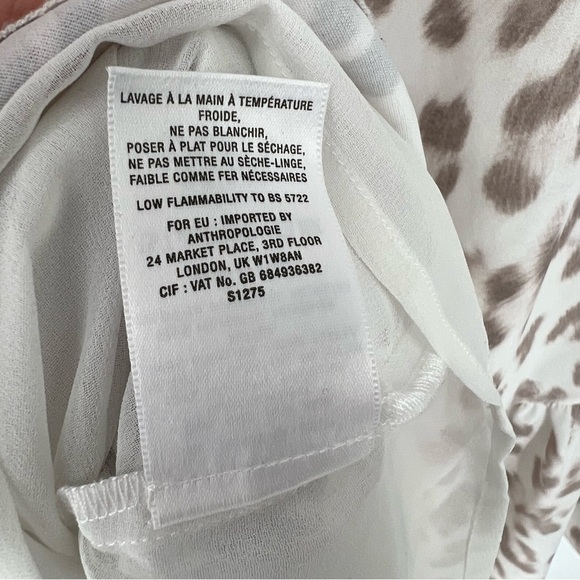 LAVAGE À LA MAIN À TEMPÉRATURE
FROIDE,
NE PAS BLANCHIR,
POSER À PLAT POUR LE SÉCHAGE,
NE PAS METTRE AU SÈCHE-LINGE,
FAIBLE COMME FER NÉCESSAIRES
LOW FLAMMABILITY TO BS 5722
FOR EU : IMPORTED BY
ANTHROPOLOGIE
24 MARKET PLACE, 3RD FLOOR
LONDON, UK W1W8AN
CIF : VAT No. GB 684936382
S1275